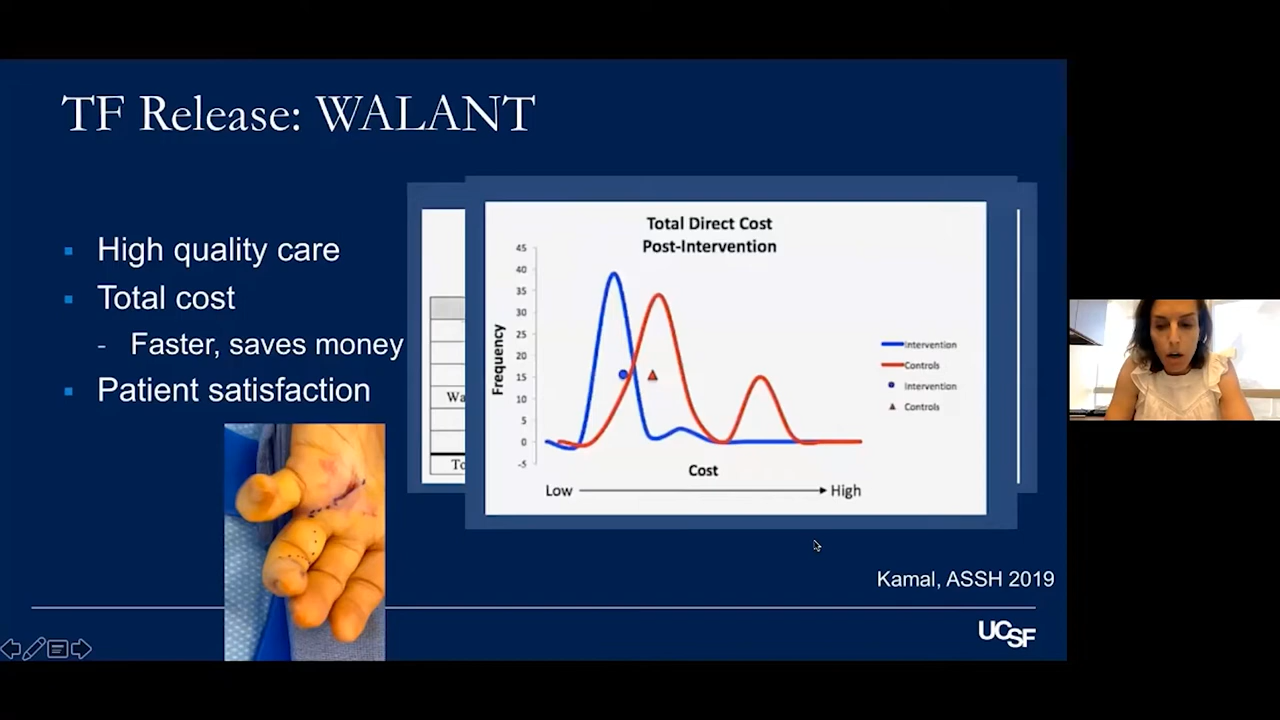 TF Release: WALANT
High quality care
Total cost
- Faster, saves money
Patient satisfaction
Total Direct Cost
Post-Intervention
45
40
35
30
25
20
15
10
5
0
-5
Frequency
Intervention
Controls
Intervention
Controls
Cost
Low
High
Kamal, ASSH 2019
UCSF